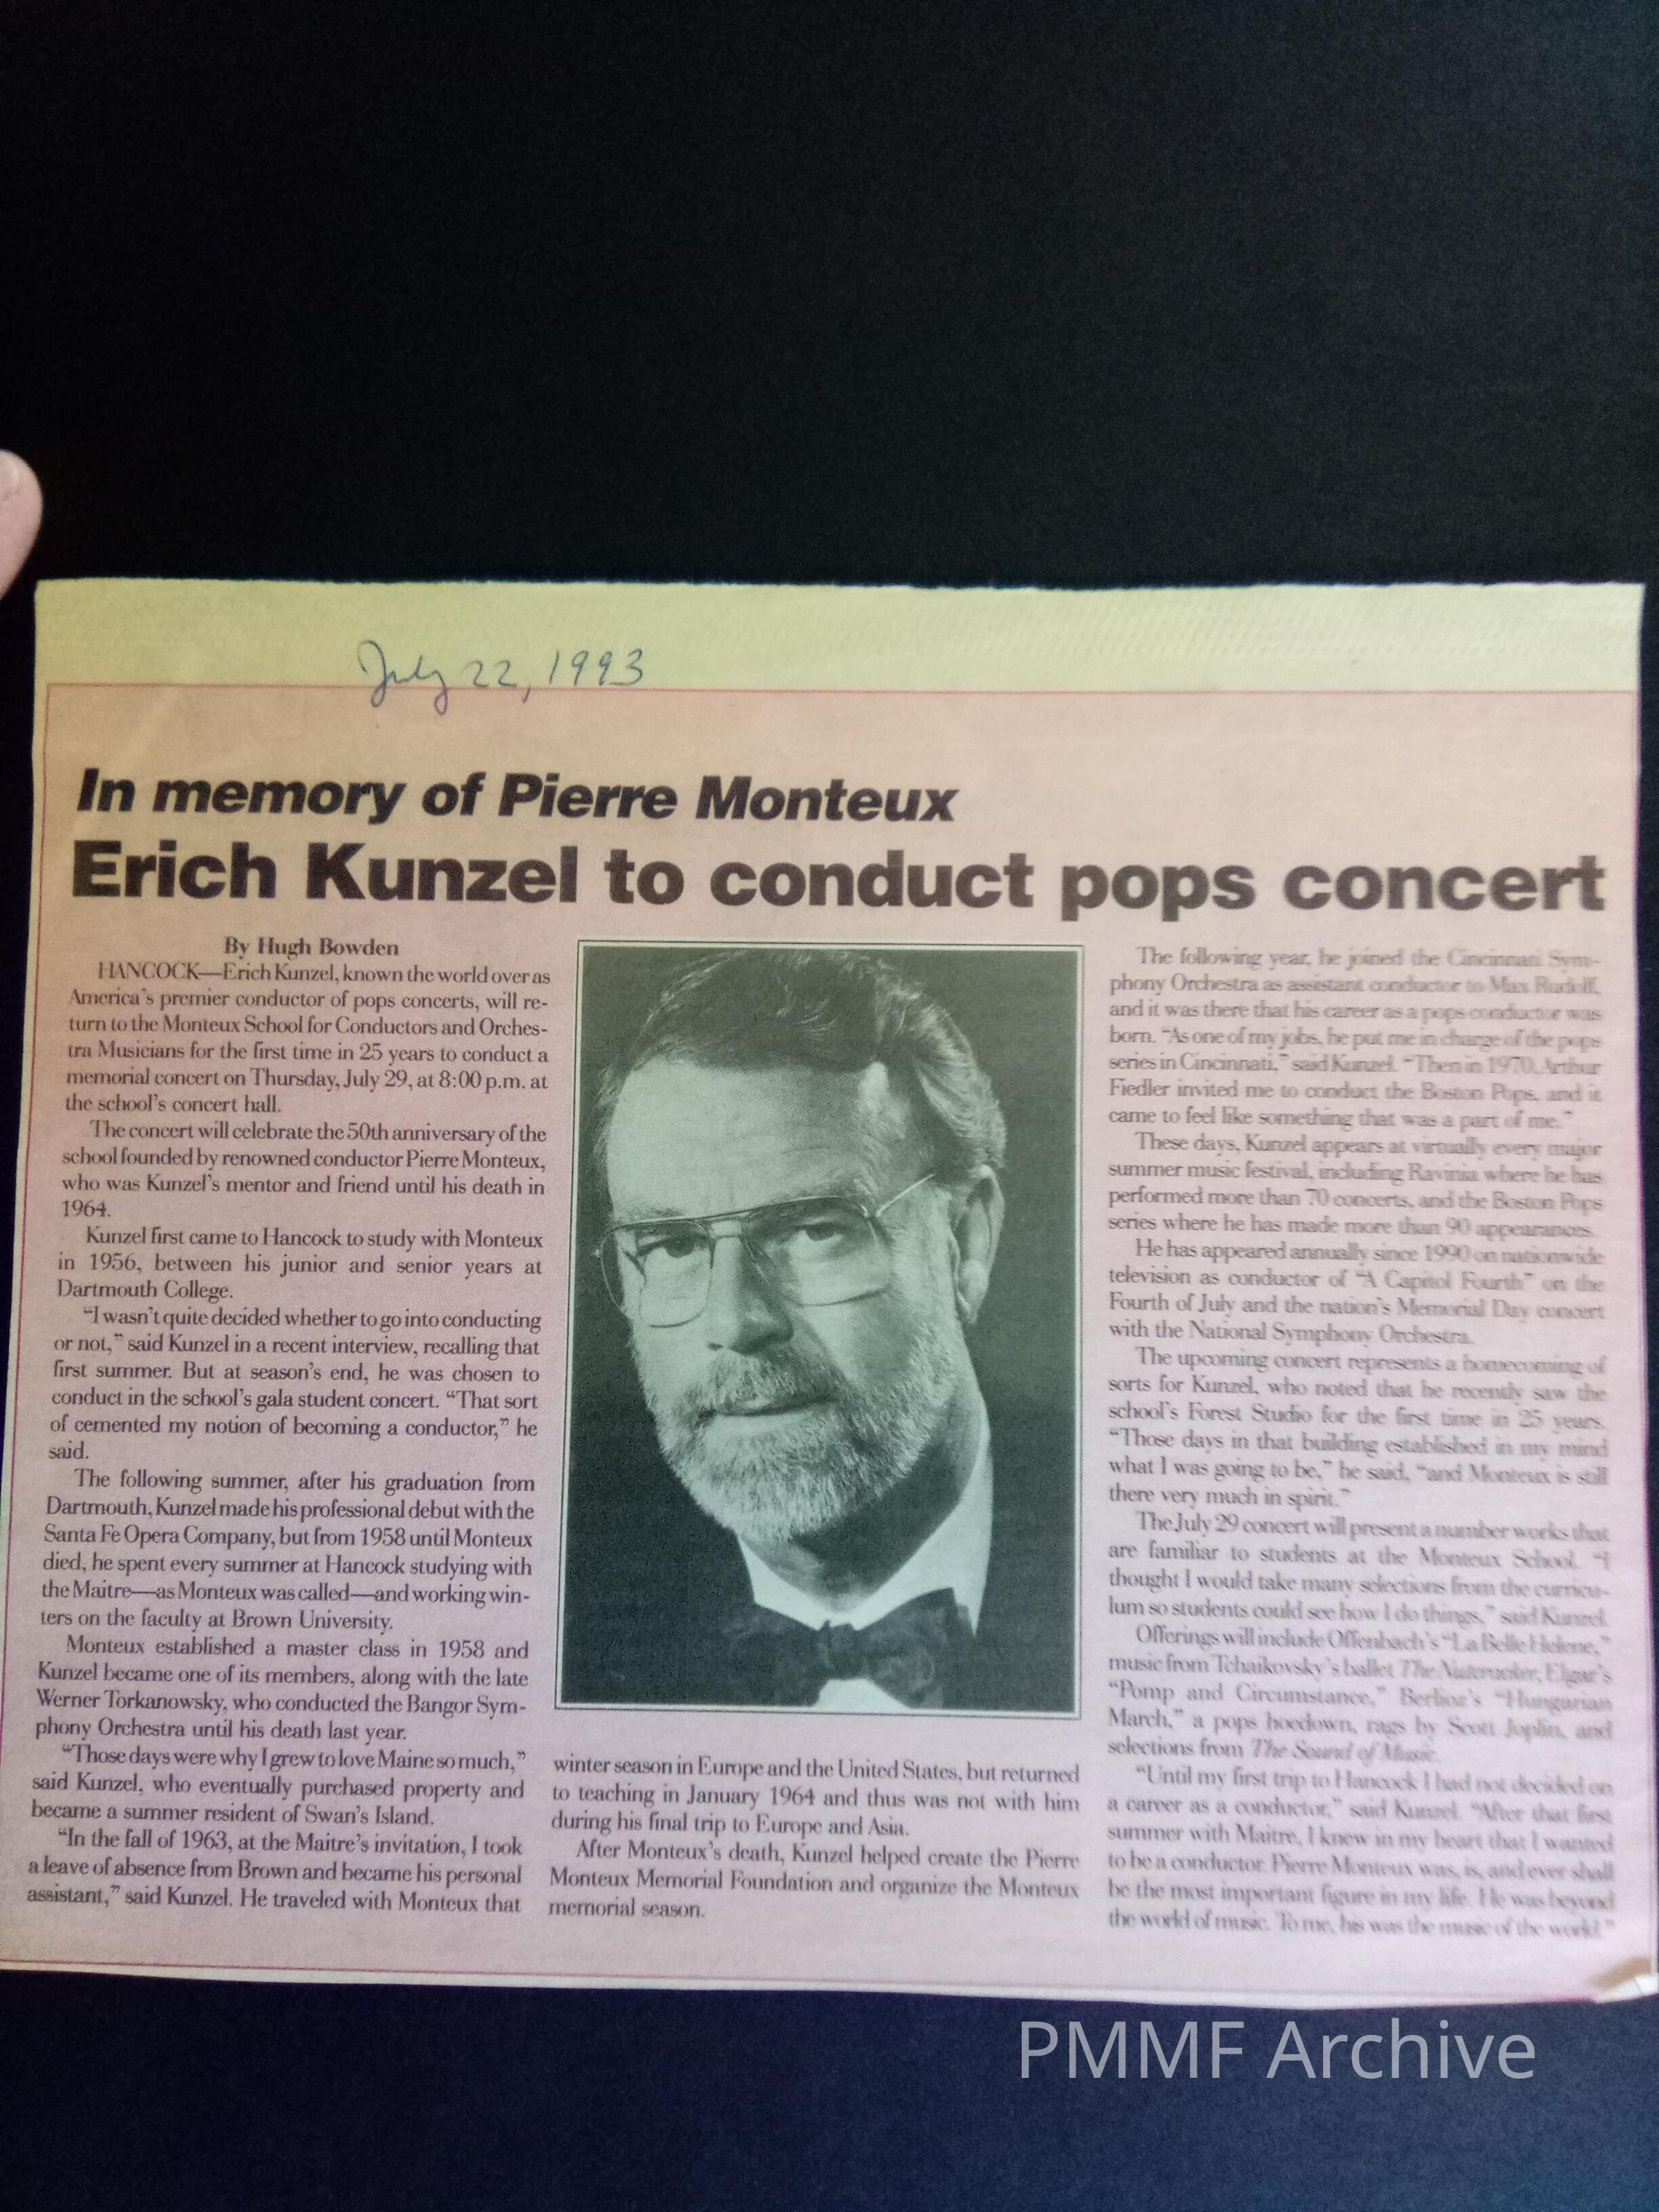 July 22, 1993
In memory of Pierre Monteux
Erich Kunzel to conduct pops concert
By Hugh Bowden
HANCOCK—Erich Kunzel, known the world over as
America's premier conductor of pops concerts, will re-
turn to the Monteux School for Conductors and Orches-
tra Musicians for the first time in 25 years to conduct a
memorial concert on Thursday, July 29, at 8:00 p.m. at
the school's concert hall.
The concert will celebrate the 50th anniversary of the
school founded by renowned conductor Pierre Monteux,
who was Kunzel's mentor and friend until his death in
1964.
Kunzel first came to Hancock to study with Monteux
in 1956, between his junior and senior years at
Dartmouth College.
"I wasn't quite decided whether to go into conducting
or not," said Kunzel in a recent interview, recalling that
first summer. But at season's end, he was chosen to
conduct in the school's gala student concert. "That sort
of cemented my notion of becoming a conductor," he
said.
The following summer, after his graduation from
Dartmouth, Kunzel made his professional debut with the
Santa Fe Opera Company, but from 1958 until Monteux
died, he spent every summer at Hancock studying with
the Maitre—as Monteux was called—and working win-
ters on the faculty at Brown University.
Monteux established a master class in 1958 and
Kunzel became one of its members, along with the late
Werner Torkanowsky, who conducted the Bangor Sym-
phony Orchestra until his death last year.
"Those days were why I grew to love Maine so much,"
said Kunzel, who eventually purchased property and
became a summer resident of Swan's Island.
"In the fall of 1963, at the Maitre's invitation, I took
a leave of absence from Brown and became his personal
assistant," said Kunzel. He traveled with Monteux that
winter season in Europe and the United States, but returned
to teaching in January 1964 and thus was not with him
during his final trip to Europe and Asia.
After Monteux's death, Kunzel helped create the Pierre
Monteux Memorial Foundation and organize the Monteux
memorial season.
The following year, he joined the Cincinnati Sym-
phony Orchestra as assistant conductor to Max Rudolf,
and it was there that his career as a pops conductor was
born. "As one of my jobs, he put me in charge of the pops
series in Cincinnati," said Kunzel. "Then in 1970, Arthur
Fiedler invited me to conduct the Boston Pops, and it
came to feel like something that was a part of me."
These days, Kunzel appears at virtually every major
summer music festival, including Ravinia where he has
performed more than 70 concerts, and the Boston Pops
series where he has made more than 90 appearances.
He has appeared annually since 1990 on nationwide
television as conductor of "A Capitol Fourth" on the
Fourth of July and the nation's Memorial Day concert
with the National Symphony Orchestra.
The upcoming concert represents a homecoming of
sorts for Kunzel, who noted that he recently saw the
school's Forest Studio for the first time in 25 years.
"Those days in that building established in my mind
what I was going to be," he said, "and Monteux is still
there very much in spirit."
The July 29 concert will present a number works that
are familiar to students at the Monteux School. "I
thought I would take many selections from the curricu-
lum so students could see how I do things," said Kunzel.
Offerings will include Offenbach's "La Belle Helene,"
music from Tchaikovsky's ballet The Nutcracker, Elgar's
"Pomp and Circumstance," Berlioz's "Hungarian
March," a pops hoedown, rags by Scott Joplin, and
selections from The Sound of Music.
"Until my first trip to Hancock I had not decided on
a career as a conductor," said Kunzel. "After that first
summer with Maitre, I knew in my heart that I wanted
to be a conductor. Pierre Monteux was, is, and ever shall
be the most important figure in my life. He was beyond
the world of music. To me, his was the music of the world."
PMMF Archive